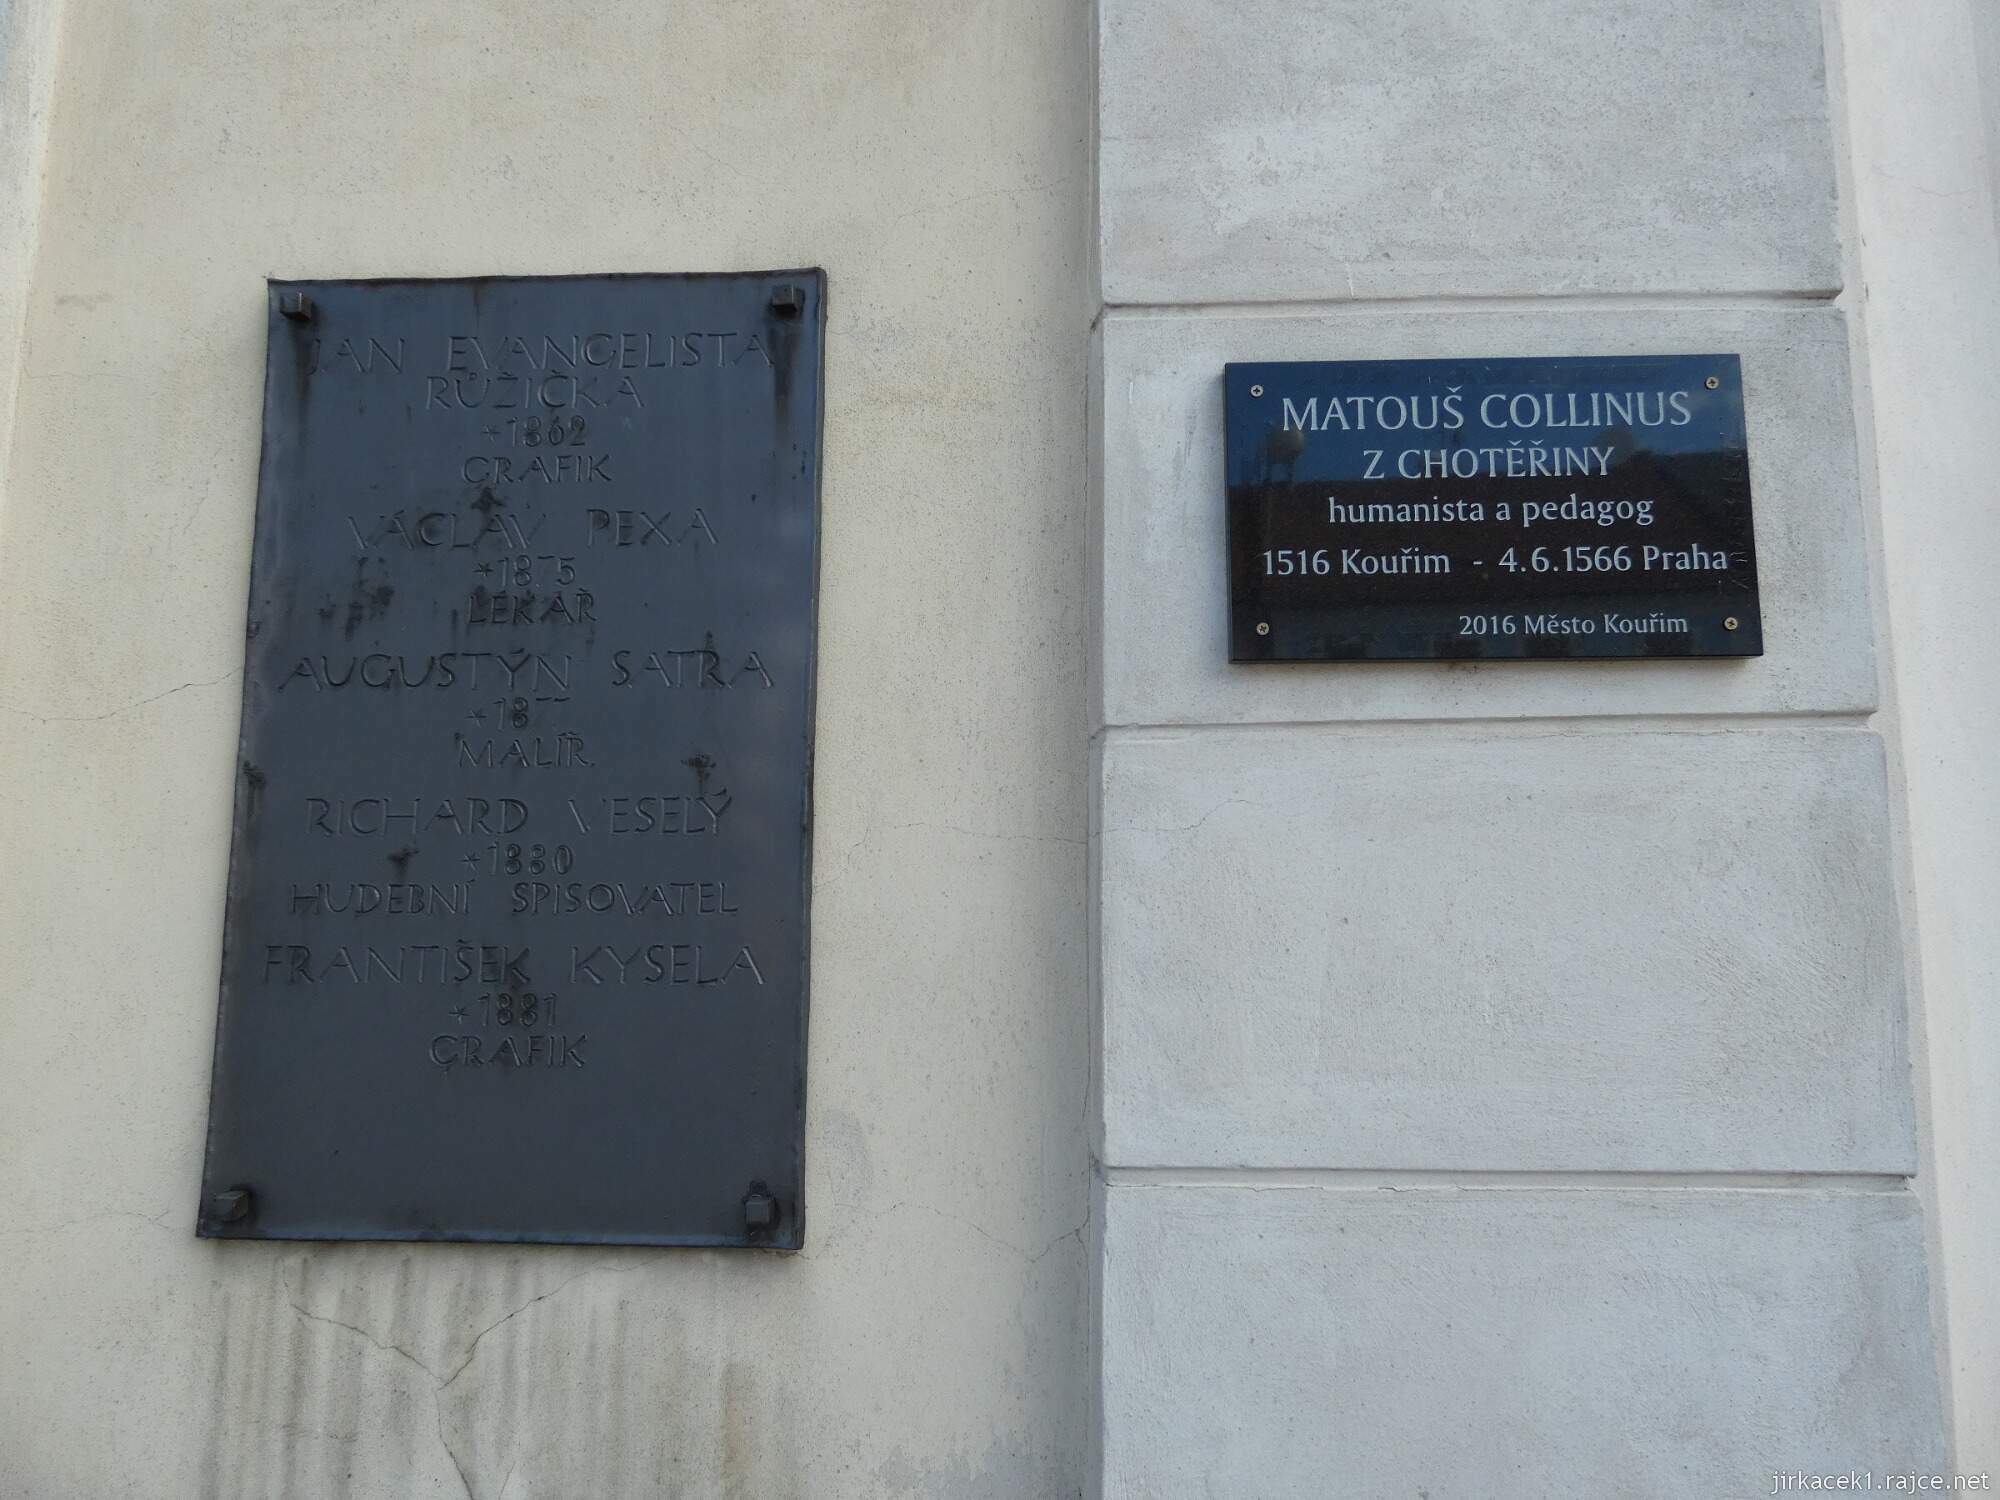 JAN EVANGELISTA
RŮŽIČKA
*1862
GRAFIK
VÁCLAV PEXA
*1875
LÉKAŘ
AUGUSTÝN SATRA
*1877
MALÍŘ
RICHARD VESELÝ
*1880
HUDEBNÍ SPISOVATEL
FRANTIŠEK KYSELA
*1881
GRAFIK
MATOUŠ COLLINUS
Z CHOTĚŘINY
humanista a pedagog
1516 Kouřim - 4.6.1566 Praha
2016 Město Kouřim
jirkacek1.rajce.net